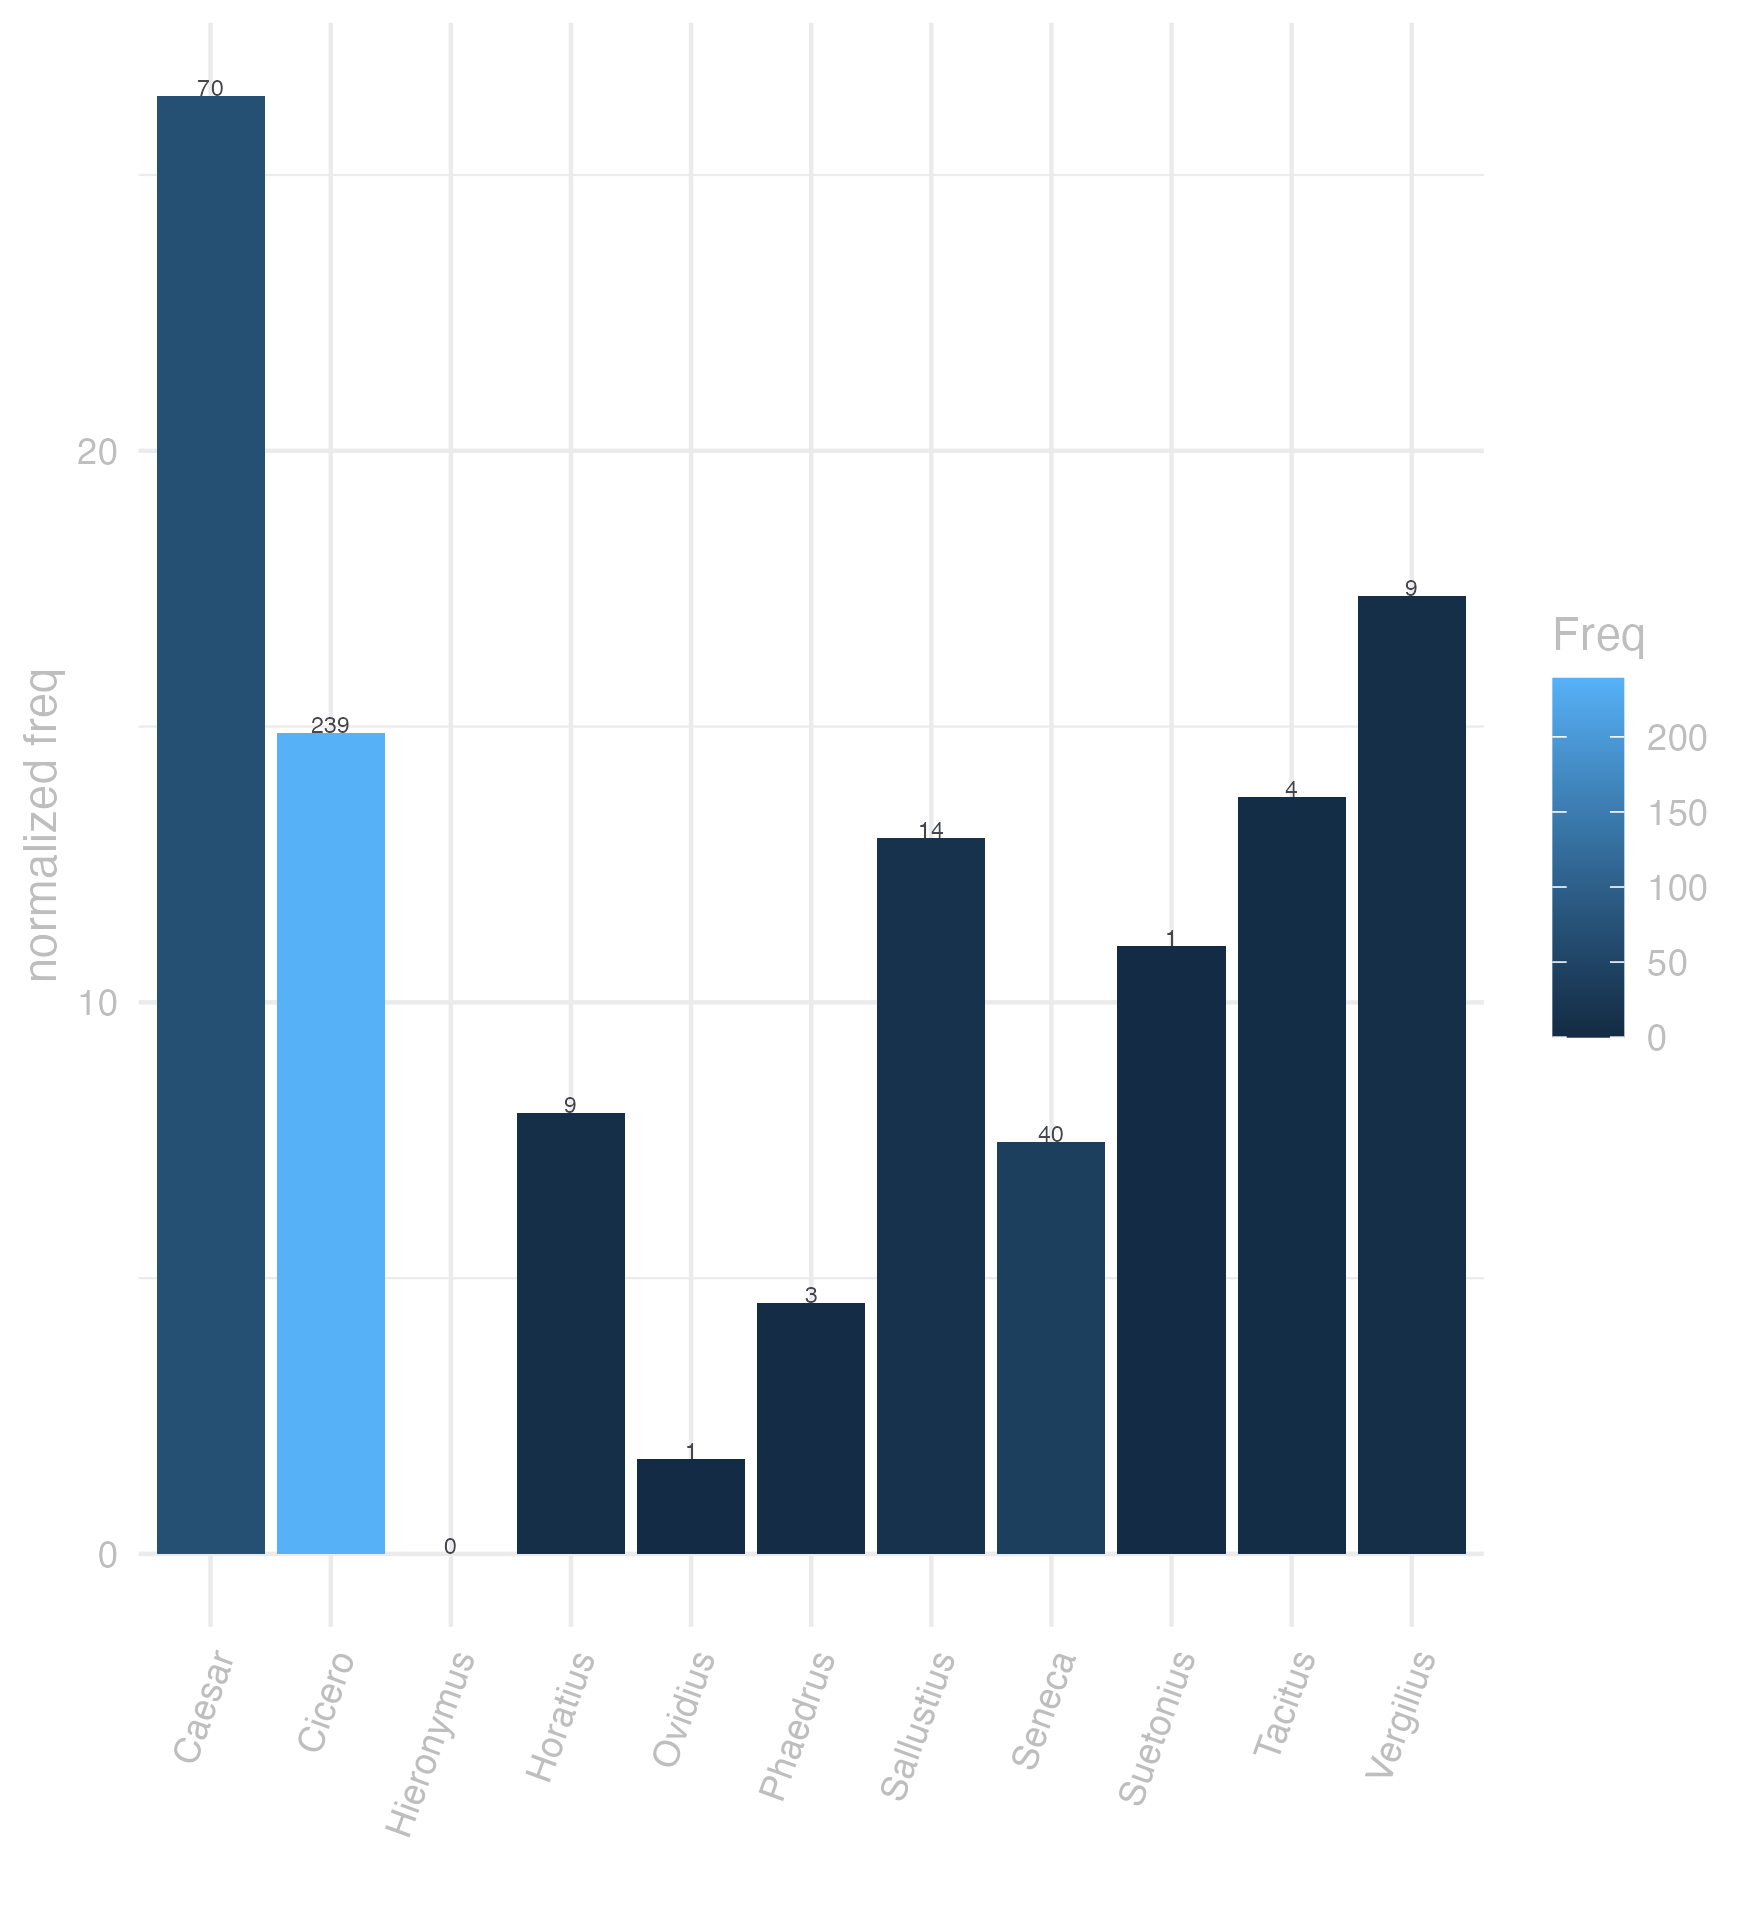 70
239
0
9
1
3
14
40
1
4
9
20
10
0
normalized freq
Caesar
Cicero
Hieronymus
Horatius
Ovidius
Phaedrus
Sallustius
Seneca
Suetonius
Tacitus
Vergilius
Freq
200
150
100
50
0